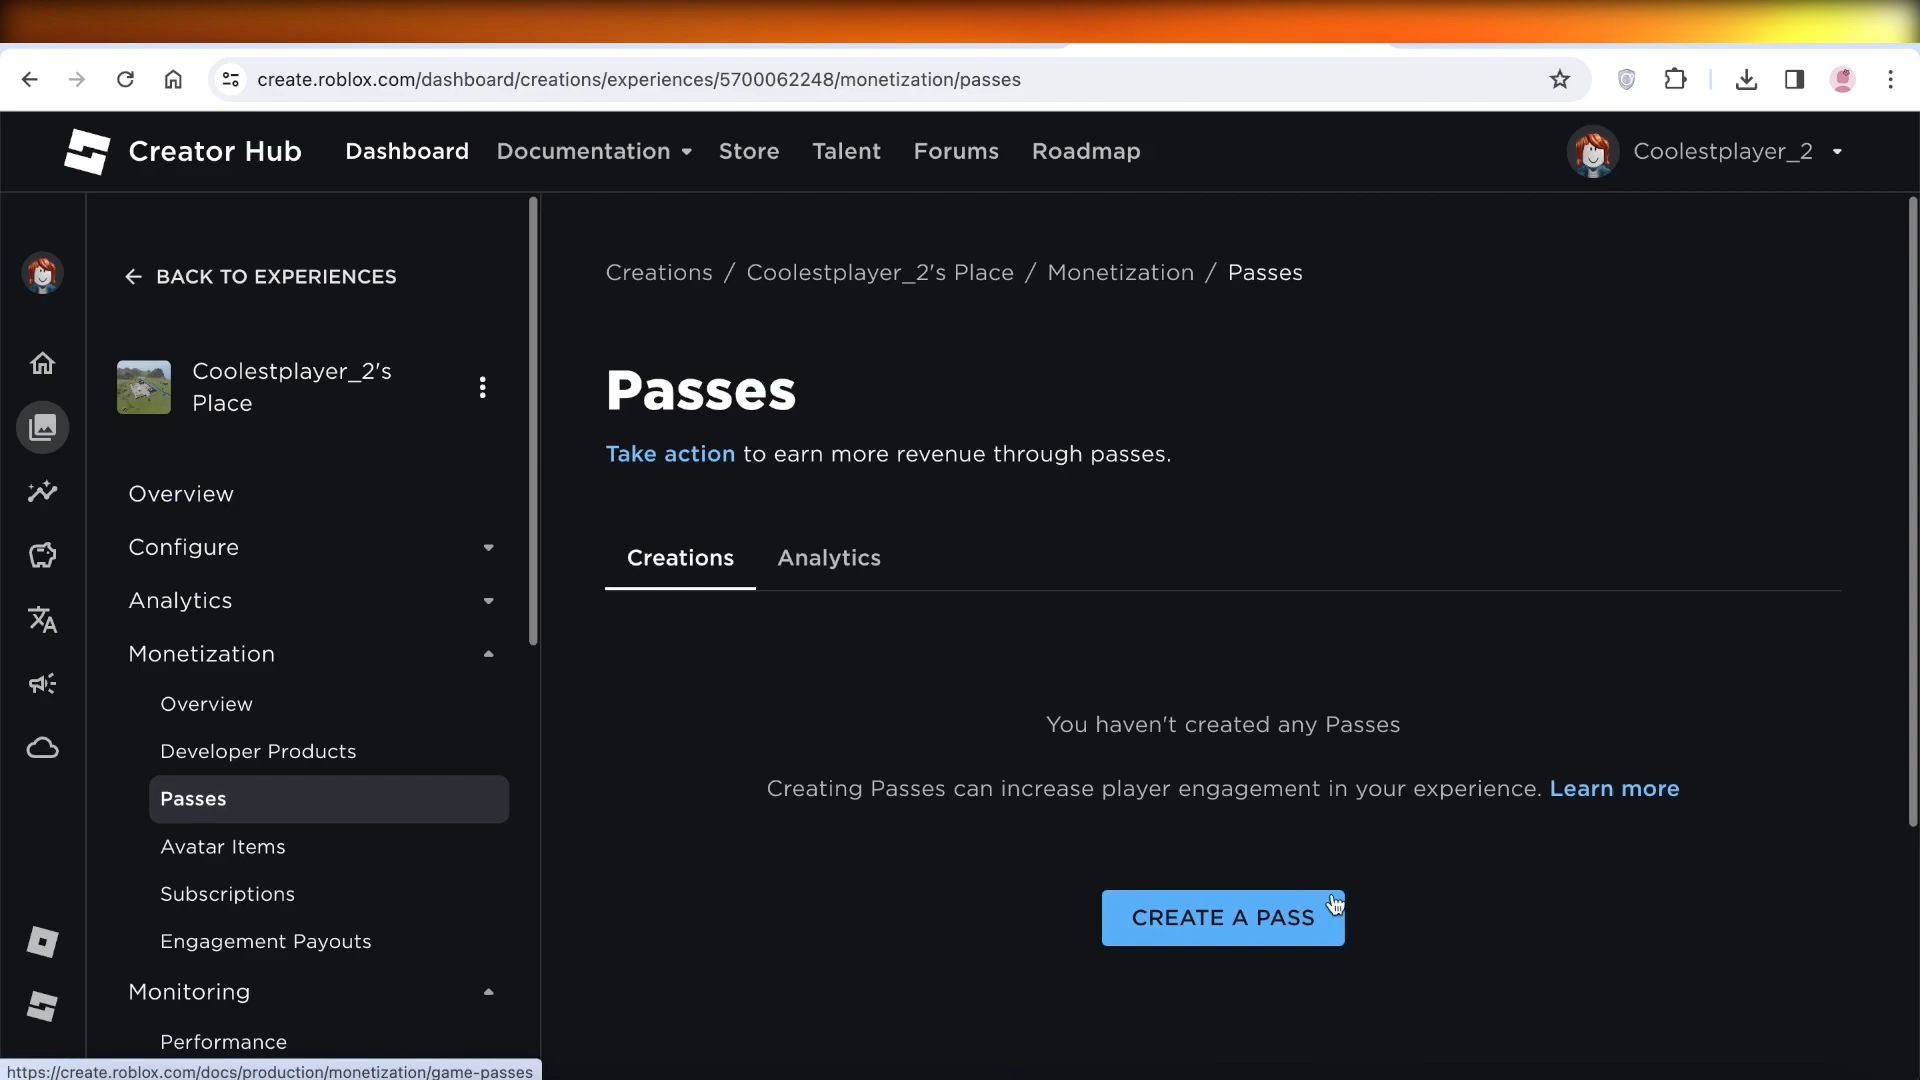 create.roblox.com/dashboard/creations/experiences/5700062248/monetization/passes
Creator Hub
Dashboard
Documentation
Store
Talent
Forums
Roadmap
Coolestplayer_2
BACK TO EXPERIENCES
Coolestplayer_2's
Place
Overview
Configure
Analytics
Monetization
Overview
Developer Products
Passes
Avatar Items
Subscriptions
Engagement Payouts
Monitoring
Performance
Creations / Coolestplayer_2's Place / Monetization / Passes
Passes
Take action to earn more revenue through passes.
Creations
Analytics
You haven't created any Passes
Creating Passes can increase player engagement in your experience. Learn more
CREATE A PASS
https://create.roblox.com/docs/production/monetization/game-passes